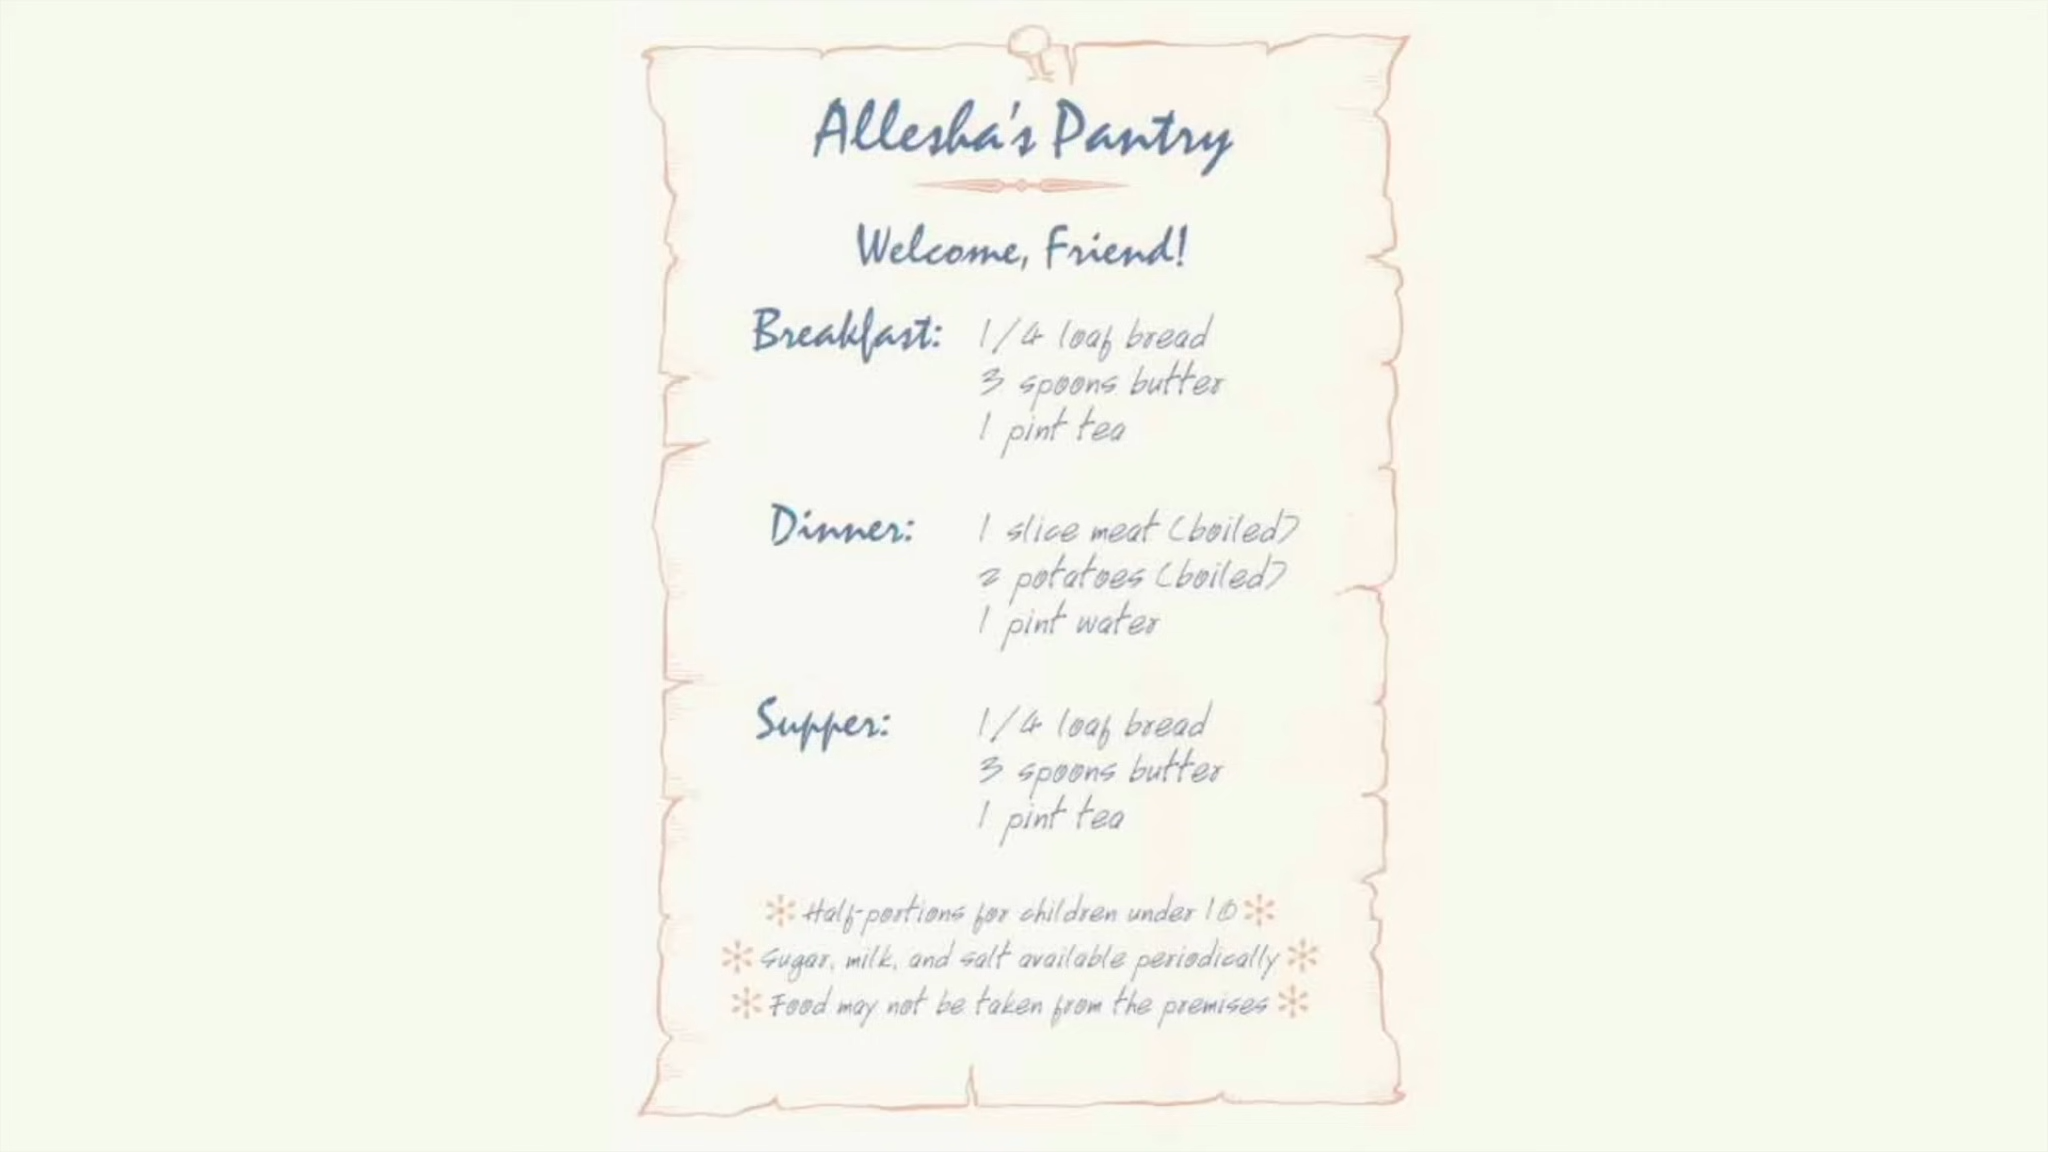 Allesha's Pantry
Welcome, Friend!
Breakfast: 1/4 loaf bread
3 spoons butter
1 pint tea
Dinner: 1 slice meat (boiled)
2 potatoes (boiled)
1 pint water
Supper: 1/4 loaf bread
3 spoons butter
1 pint tea
* Half-portions for children under 10 *
* Sugar, milk, and salt available periodically *
* Food may not be taken from the premises *